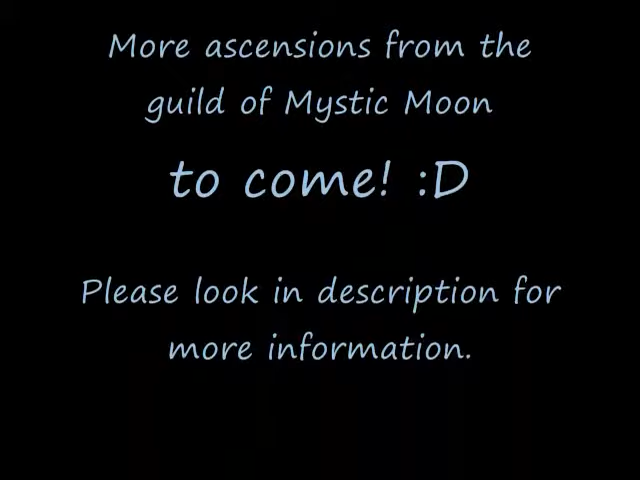 More ascensions from the
guild of Mystic Moon
to come! :D
Please look in description for
more information.